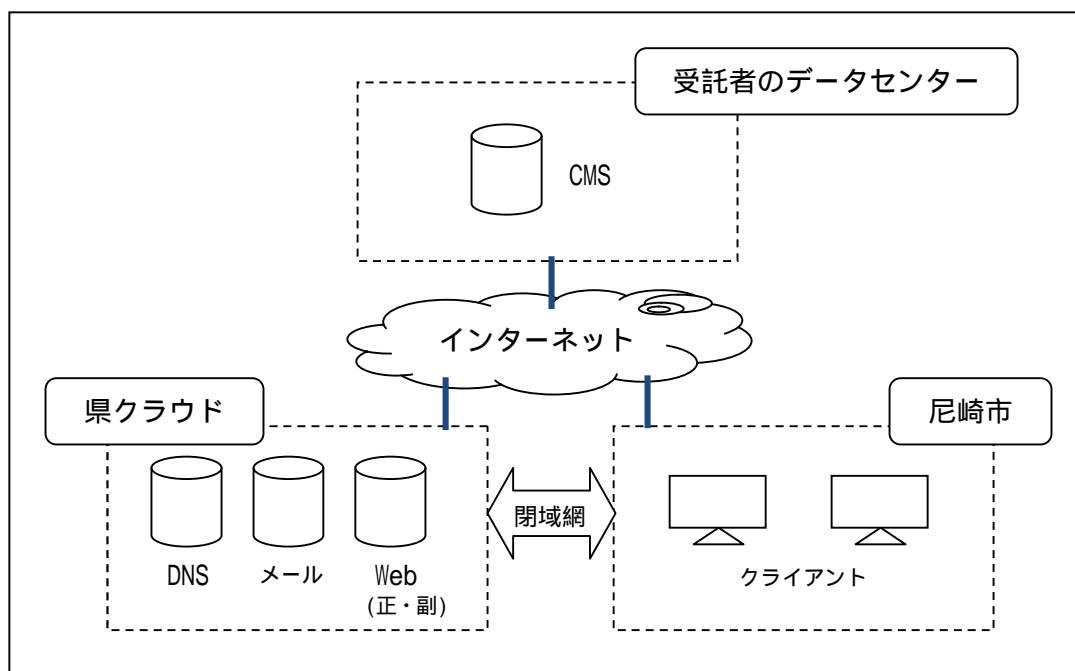 受託者のデータセンター
CMS
インターネット
県クラウド
尼崎市
閉域網
DNS
メール
Web
(正・副)
クライアント